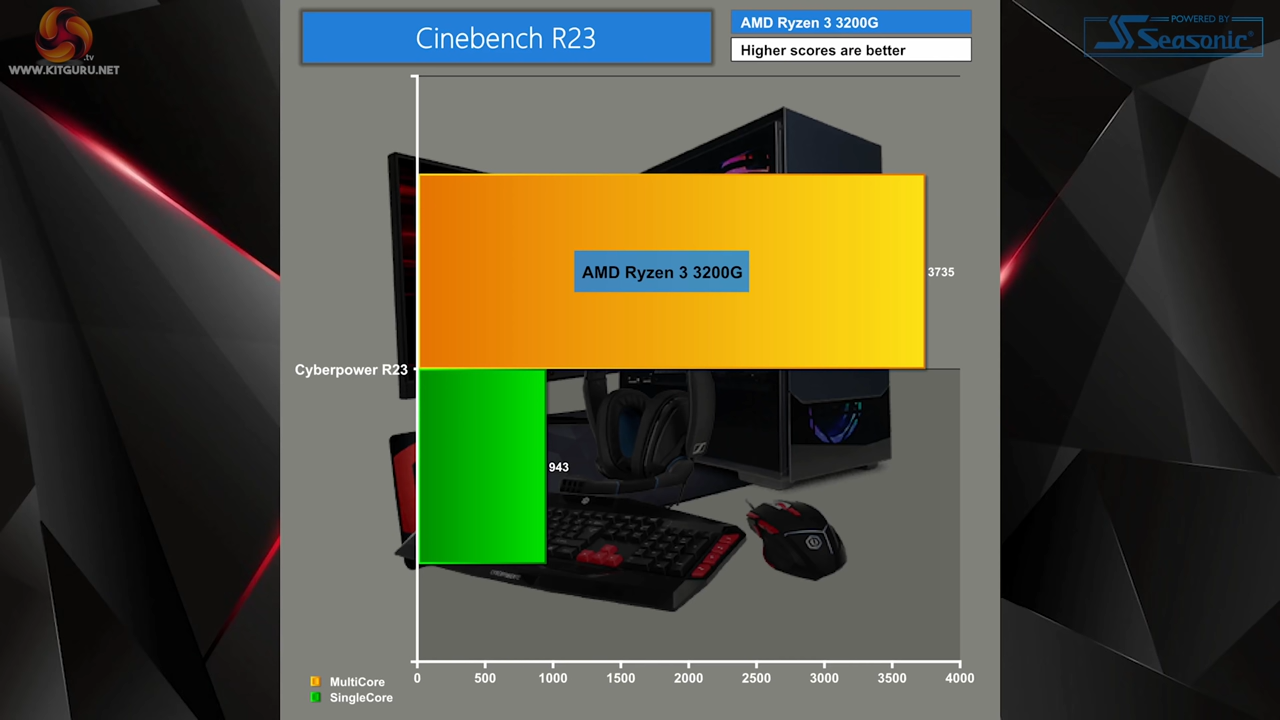 .tv
WWW.KITGURU.NET
Cinebench R23
AMD Ryzen 3 3200G
Higher scores are better
POWERED BY
Seasonic
AMD Ryzen 3 3200G
3735
Cyberpower R23
943
0 500 1000 1500 2000 2500 3000 3500 4000
MultiCore
SingleCore